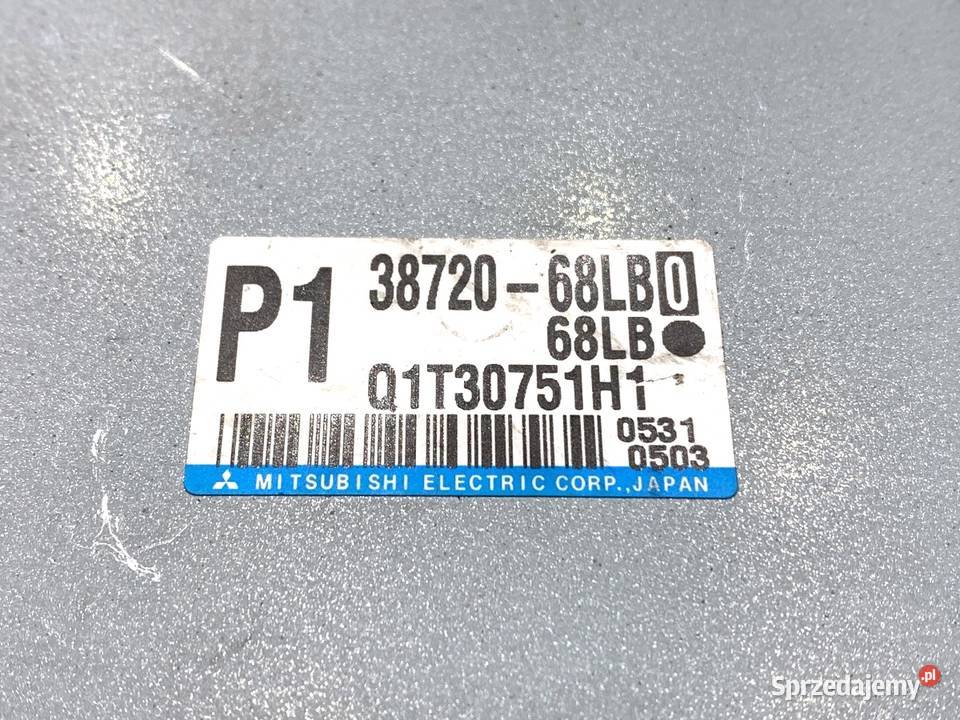 P1
38720-68LB0
68LB●
Q1T30751H1
0531
0503
MITSUBISHI ELECTRIC CORP., JAPAN
Sprzedajemy.pl